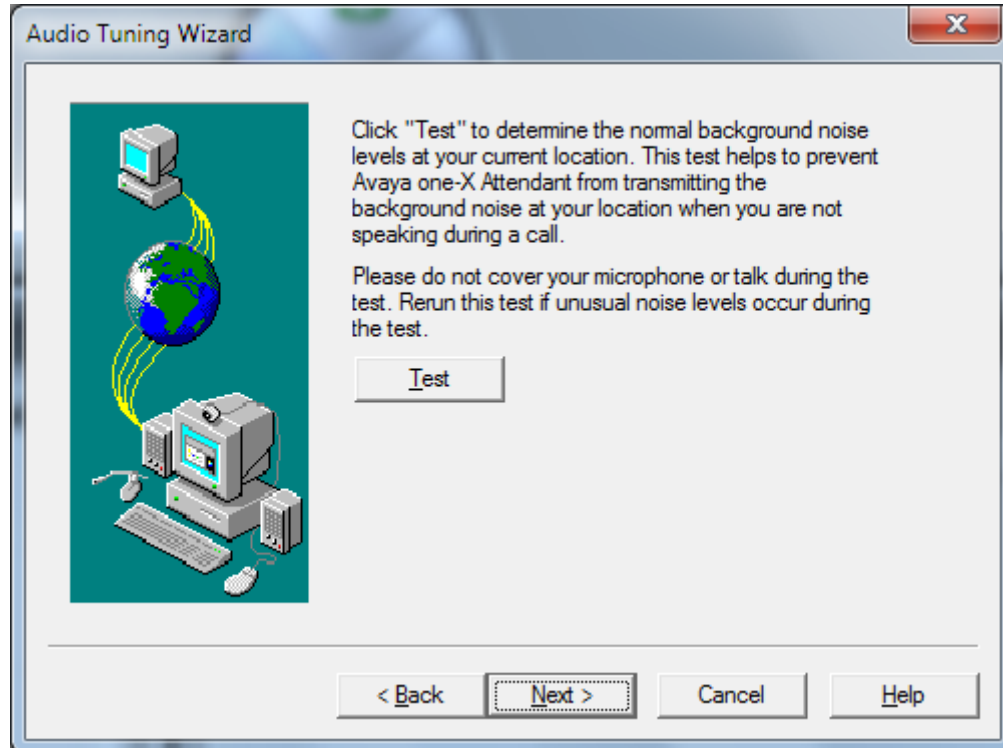 Audio Tuning Wizard
Click "Test" to determine the normal background noise
levels at your current location. This test helps to prevent
Avaya one-X Attendant from transmitting the
background noise at your location when you are not
speaking during a call.
Please do not cover your microphone or talk during the
test. Rerun this test if unusual noise levels occur during
the test.
Test
< Back
Next >
Cancel
Help